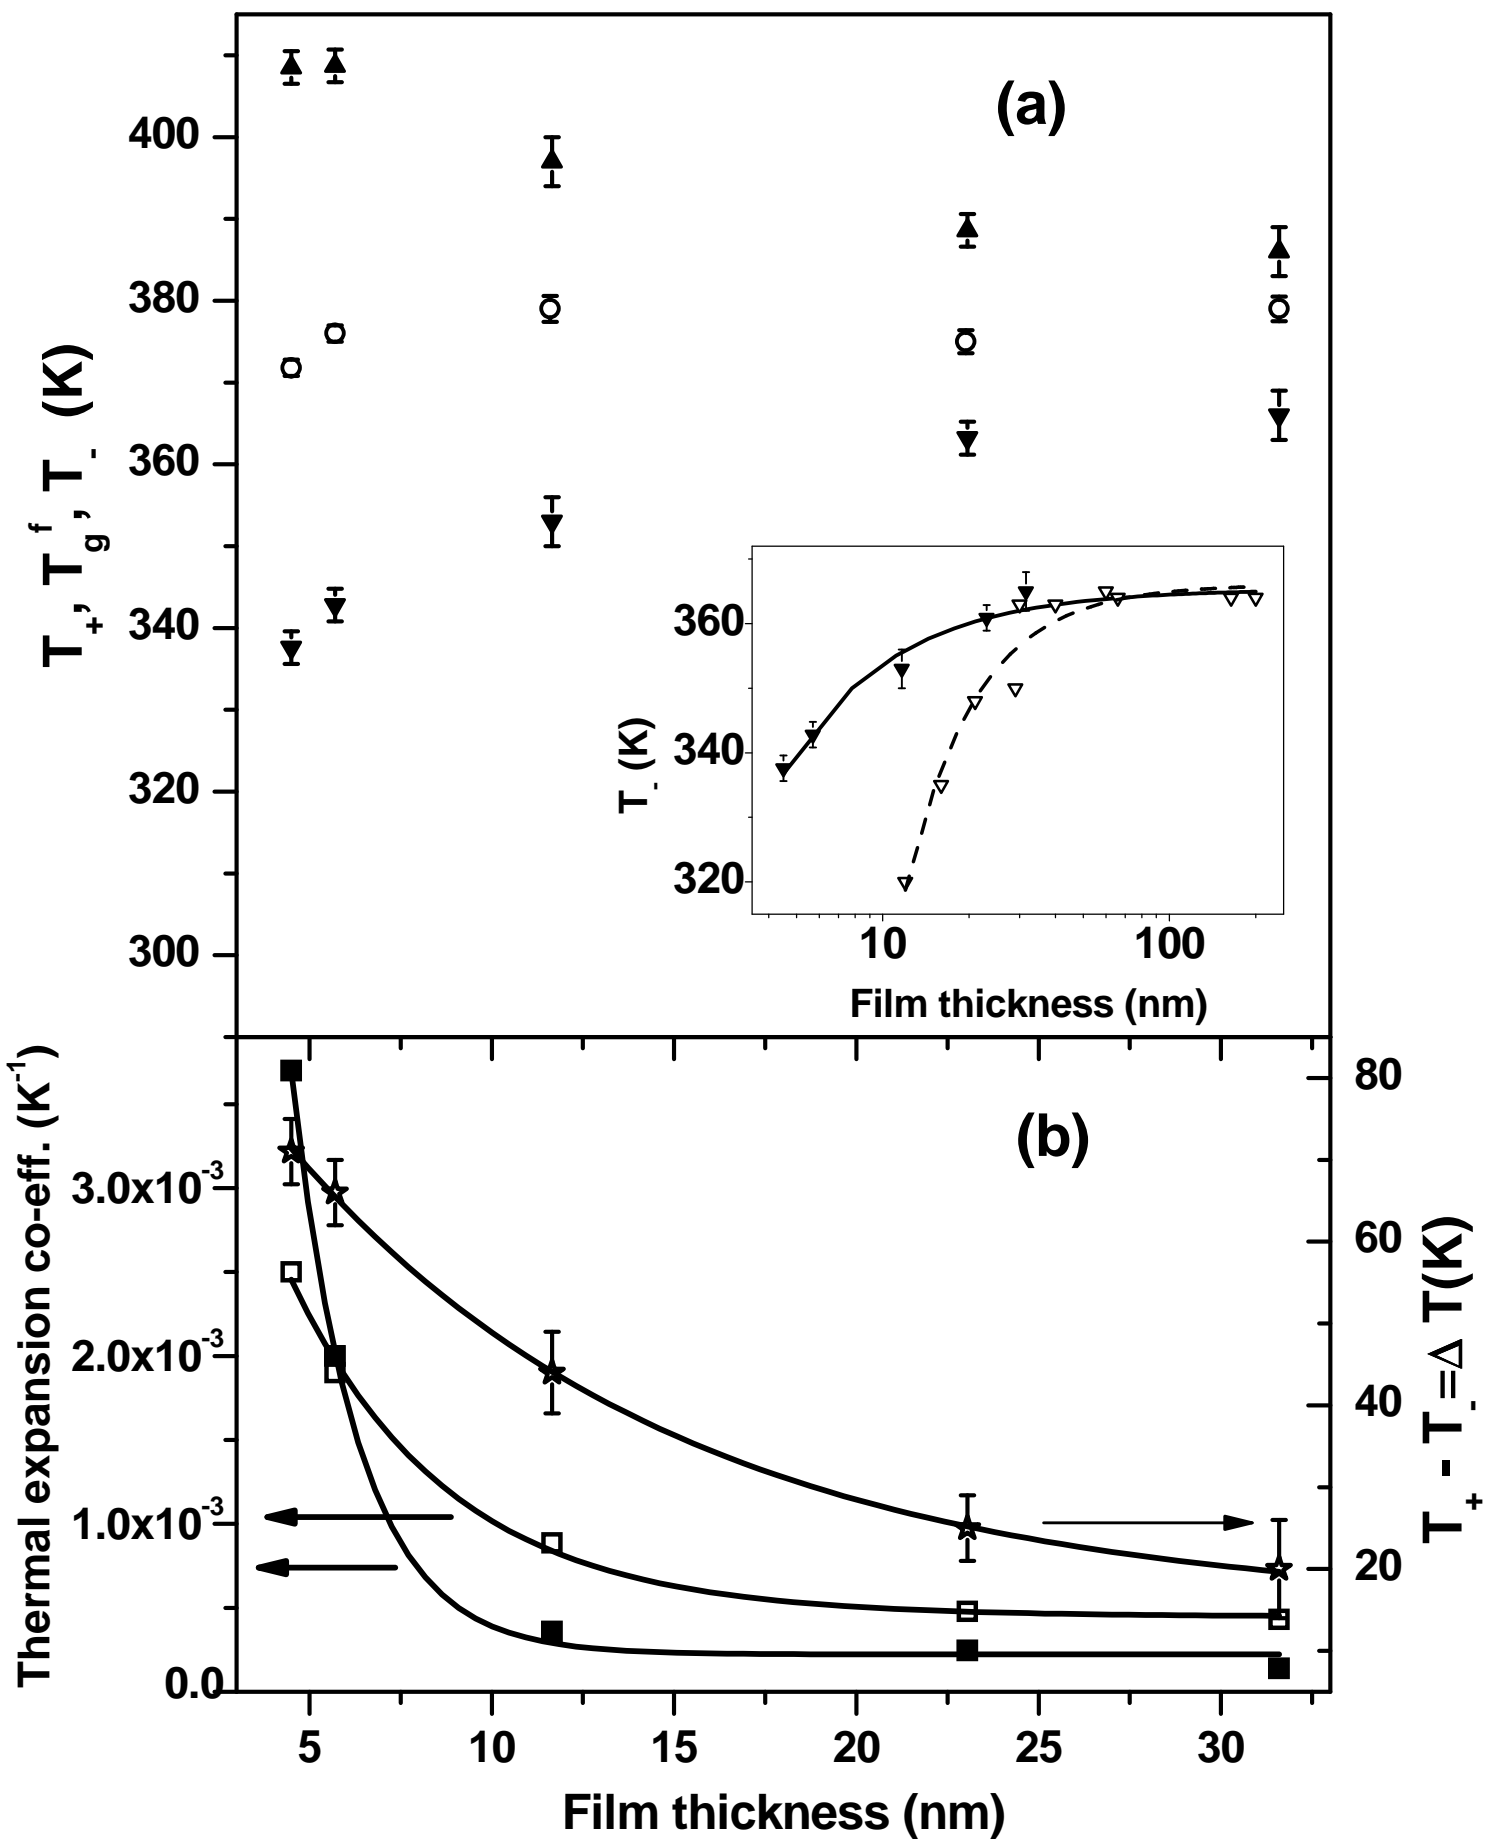 (a)
400
380
360
340
320
300
T+, Tg^f, T- (K)
360
340
320
T- (K)
10 100
Film thickness (nm)
(b)
3.0x10^-3
2.0x10^-3
1.0x10^-3
0.0
Thermal expansion co-eff. (K^-1)
80
60
40
20
T+ - T- =Δ T(K)
5 10 15 20 25 30
Film thickness (nm)